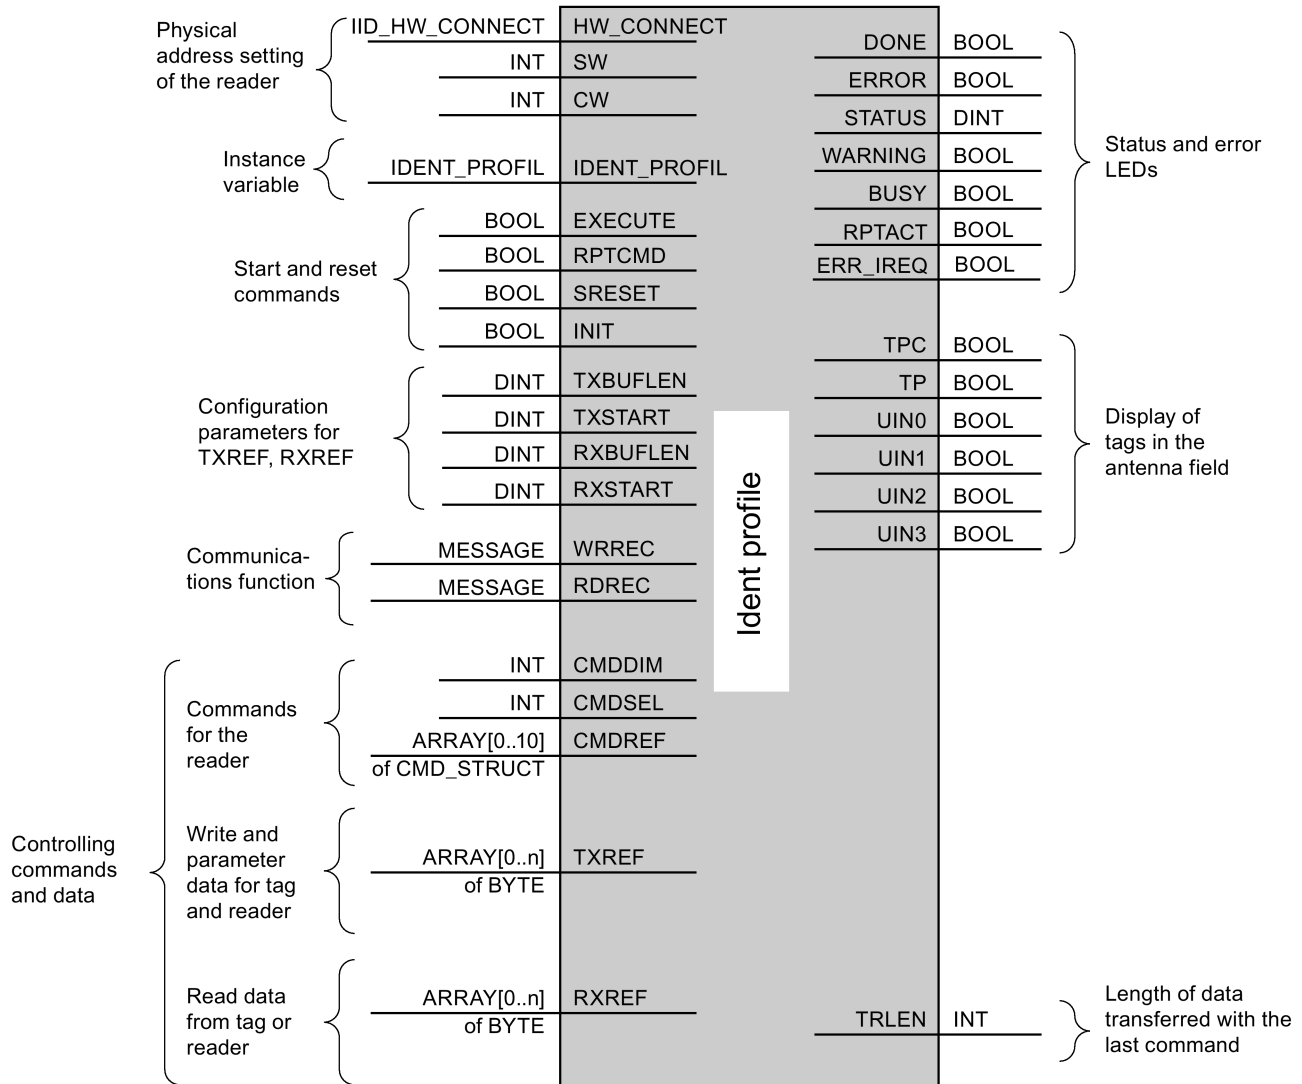 Physical
address setting
of the reader
IID_HW_CONNECT HW_CONNECT
INT SW
INT CW
Instance
variable
IDENT_PROFIL IDENT_PROFIL
Start and reset
commands
BOOL EXECUTE
BOOL RPTCMD
BOOL SRESET
BOOL INIT
Configuration
parameters for
TXREF, RXREF
DINT TXBUFLEN
DINT TXSTART
DINT RXBUFLEN
DINT RXSTART
Communica-
tions function
MESSAGE WRREC
MESSAGE RDREC
Controlling
commands
and data
Commands
for the
reader
INT CMDDIM
INT CMDSEL
ARRAY[0..10] CMDREF
of CMD_STRUCT
Write and
parameter
data for tag
and reader
ARRAY[0..n] TXREF
of BYTE
Read data
from tag or
reader
ARRAY[0..n] RXREF
of BYTE
Ident profile
DONE BOOL
ERROR BOOL
STATUS DINT
WARNING BOOL
BUSY BOOL
RPTACT BOOL
ERR_IREQ BOOL
Status and error
LEDs
TPC BOOL
TP BOOL
UIN0 BOOL
UIN1 BOOL
UIN2 BOOL
UIN3 BOOL
Display of
tags in the
antenna field
TRLEN INT
Length of data
transferred with the
last command